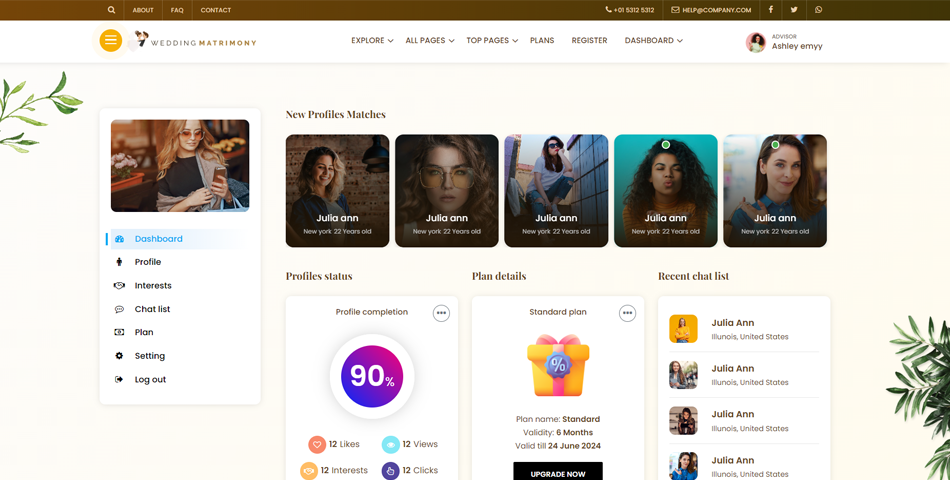 ABOUT FAQ CONTACT +01 5312 5312 HELP@COMPANY.COM
WEDDING MATRIMONY EXPLORE ALL PAGES TOP PAGES PLANS REGISTER DASHBOARD
ADVISOR
Ashley emyy
New Profiles Matches
Julia ann Julia ann Julia ann Julia ann Julia ann
New york 22 Years old New york 22 Years old New york 22 Years old New york 22 Years old New york 22 Years old
Dashboard
Profile
Interests
Chat list
Plan
Setting
Log out
Profiles status
Profile completion
90%
12 Likes 12 Views
12 Interests 12 Clicks
Plan details
Standard plan
%
Plan name: Standard
Validity: 6 Months
Valid till 24 June 2024
UPGRADE NOW
Recent chat list
Julia Ann
Illunois, United States
Julia Ann
Illunois, United States
Julia Ann
Illunois, United States
Julia Ann
Illunois, United States